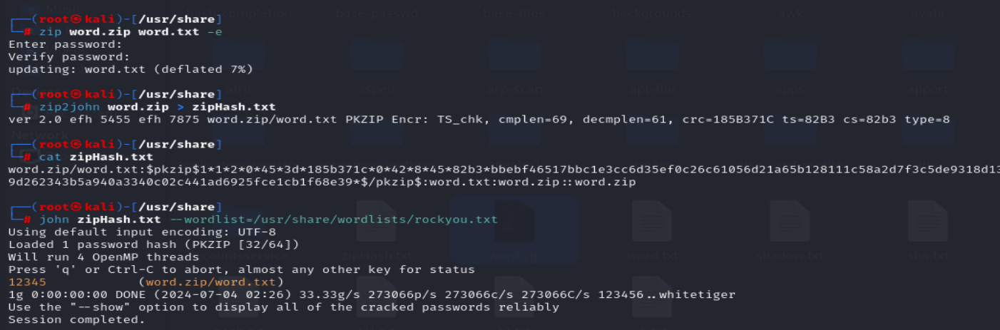 ┌──(root㉿kali)-[/usr/share]
└─# zip word.zip word.txt -e
Enter password:
Verify password:
updating: word.txt (deflated 7%)
┌──(root㉿kali)-[/usr/share]
└─# zip2john word.zip > zipHash.txt
ver 2.0 efh 5455 efh 7875 word.zip/word.txt PKZIP Encr: TS_chk, cmplen=69, decmplen=61, crc=185B371C ts=82B3 cs=82b3 type=8
┌──(root㉿kali)-[/usr/share]
└─# cat zipHash.txt
word.zip/word.txt:$pkzip$1*1*2*0*45*3d*185b371c*0*42*8*45*82b3*bbebf46517bbc1e3cc6d35ef0c26c61056d21a65b128111c58a2d7f3c5de9318d13
9d262343b5a940a3340c02c441ad6925fce1cb1f68e39*$/pkzip$:word.txt:word.zip::word.zip
┌──(root㉿kali)-[/usr/share]
└─# john zipHash.txt --wordlist=/usr/share/wordlists/rockyou.txt
Using default input encoding: UTF-8
Loaded 1 password hash (PKZIP [32/64])
Will run 4 OpenMP threads
Press 'q' or Ctrl-C to abort, almost any other key for status
12345 (word.zip/word.txt)
1g 0:00:00:00 DONE (2024-07-04 02:26) 33.33g/s 273066p/s 273066c/s 273066C/s 123456..whitetiger
Use the "--show" option to display all of the cracked passwords reliably
Session completed.